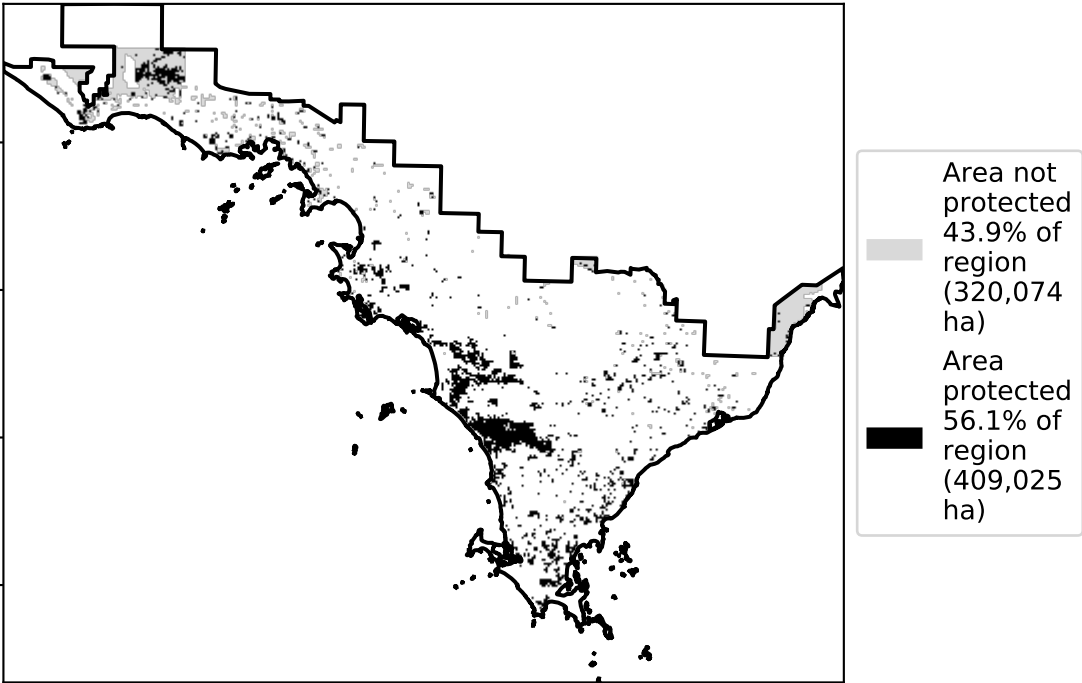 Area not
protected
43.9% of
region
(320,074
ha)
Area
protected
56.1% of
region
(409,025
ha)